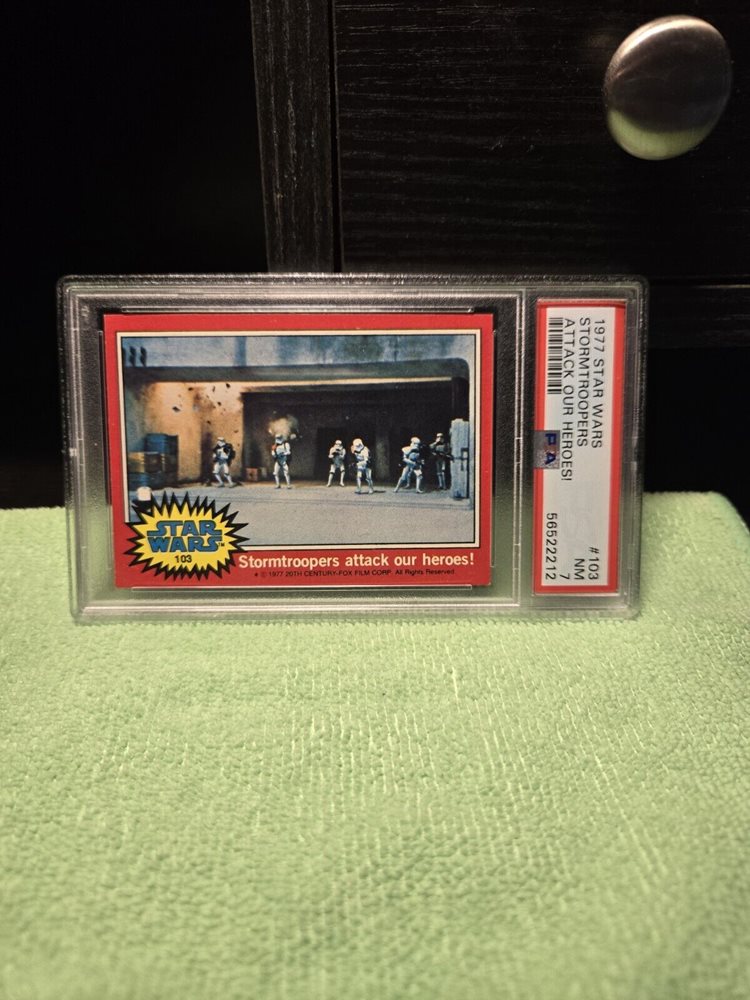 STAR
WARS™
103
Stormtroopers attack our heroes!
★ © 1977 20TH CENTURY-FOX FILM CORP. All Rights Reserved.
1977 STAR WARS #103
STORMTROOPERS NM
ATTACK OUR HEROES! 7
56522212